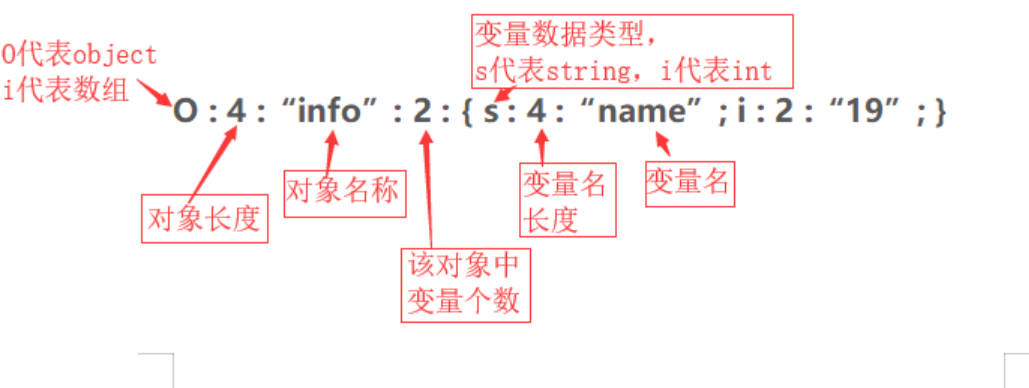 变量数据类型，
s代表string，i代表int
O代表object
i代表数组
O : 4 : “info” : 2 : { s : 4 : “name” ; i : 2 : “19” ; }
对象长度
对象名称
变量名
长度
变量名
该对象中
变量个数